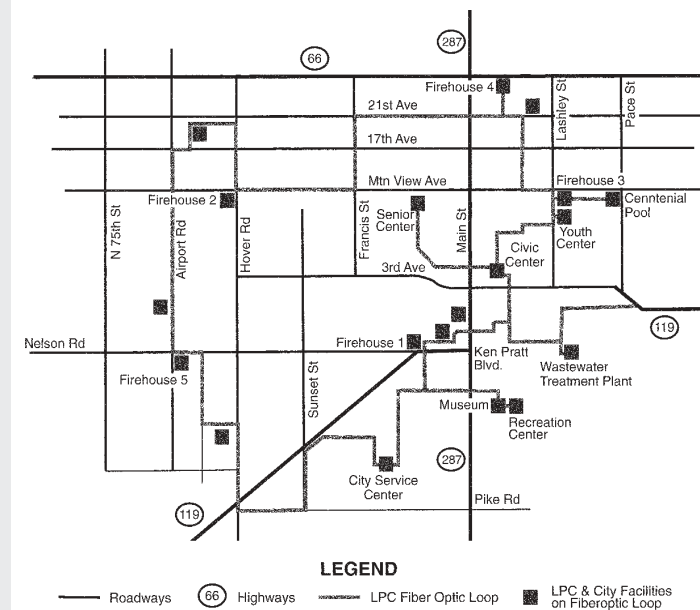 287
66
Firehouse 4
21st Ave
Lashley St
Pace St
17th Ave
Mtn View Ave
Firehouse 3
Firehouse 2
Cenntenial
Pool
Senior
Center
Youth
Center
N 75th St
Airport Rd
Hover Rd
Francis St
Main St
Civic
Center
3rd Ave
119
Nelson Rd
Firehouse 1
Ken Pratt
Blvd.
Wastewater
Treatment Plant
Firehouse 5
Sunset St
Museum
Recreation
Center
287
City Service
Center
Pike Rd
119
LEGEND
Roadways
66 Highways
LPC Fiber Optic Loop
LPC & City Facilities
on Fiberoptic Loop